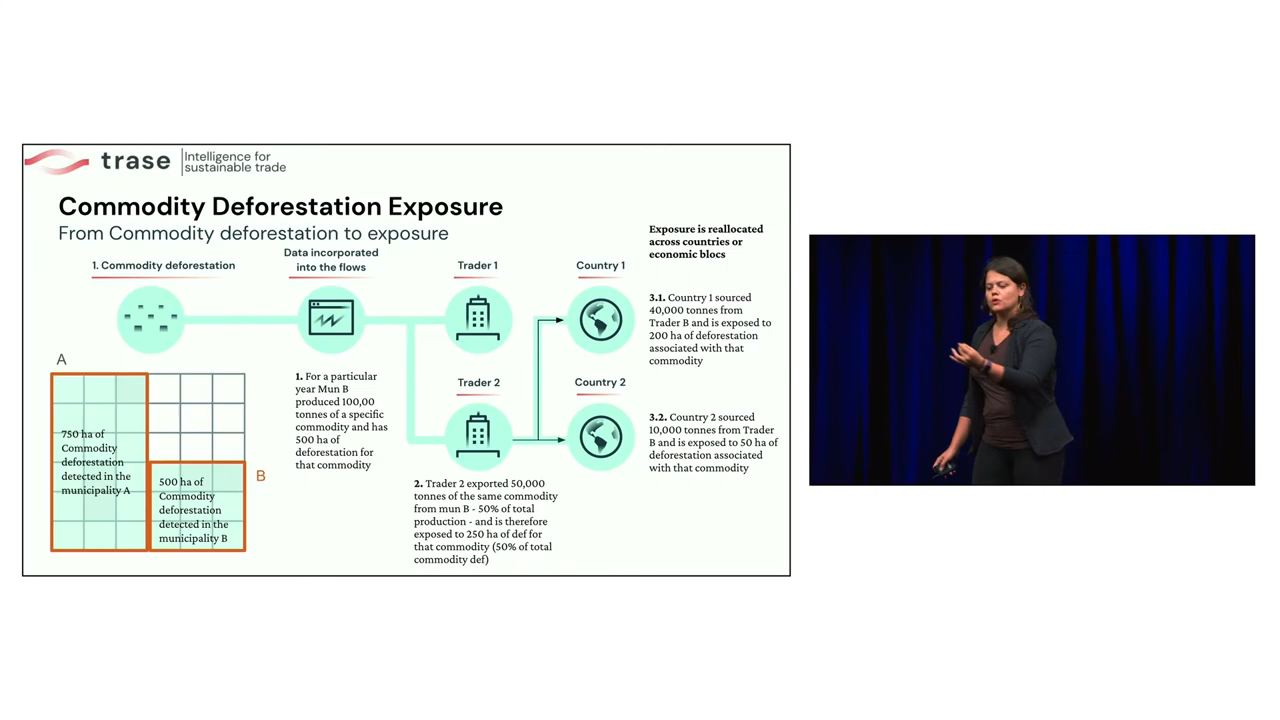 trase
Intelligence for
sustainable trade
Commodity Deforestation Exposure
From Commodity deforestation to exposure
1. Commodity deforestation
Data incorporated
into the flows
Trader 1
Country 1
Exposure is reallocated
across countries or
economic blocs
3.1. Country 1 sourced
40,000 tonnes from
Trader B and is exposed to
200 ha of deforestation
associated with that
commodity
A
750 ha of
Commodity
deforestation
detected in the
municipality A
500 ha of
Commodity
deforestation
detected in the
municipality B
B
1. For a particular
year Mun B
produced 100,00
tonnes of a specific
commodity and has
500 ha of
deforestation for
that commodity
Trader 2
Country 2
2. Trader 2 exported 50,000
tonnes of the same commodity
from mun B - 50% of total
production - and is therefore
exposed to 250 ha of def for
that commodity (50% of total
commodity def)
3.2. Country 2 sourced
10,000 tonnes from Trader
B and is exposed to 50 ha of
deforestation associated
with that commodity